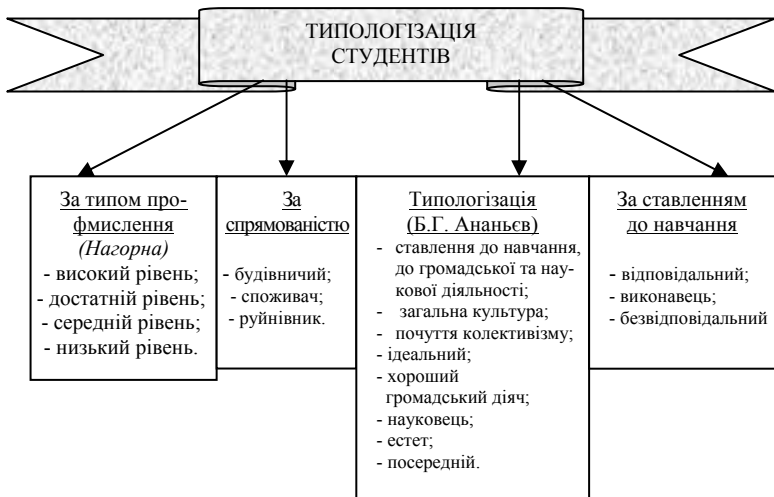 ТИПОЛОГІЗАЦІЯ
СТУДЕНТІВ
За типом про-
фмислення
(Нагорна)
- високий рівень;
- достатній рівень;
- середній рівень;
- низький рівень.
За
спрямованістю
- будівничий;
- споживач;
- руйнівник.
Типологізація
(Б.Г. Ананьєв)
- ставлення до навчання,
до громадської та нау-
кової діяльності;
- загальна культура;
- почуття колективізму;
- ідеальний;
- хороший
громадський діяч;
- науковець;
- естет;
- посередній.
За ставленням
до навчання
- відповідальний;
- виконавець;
- безвідповідальний